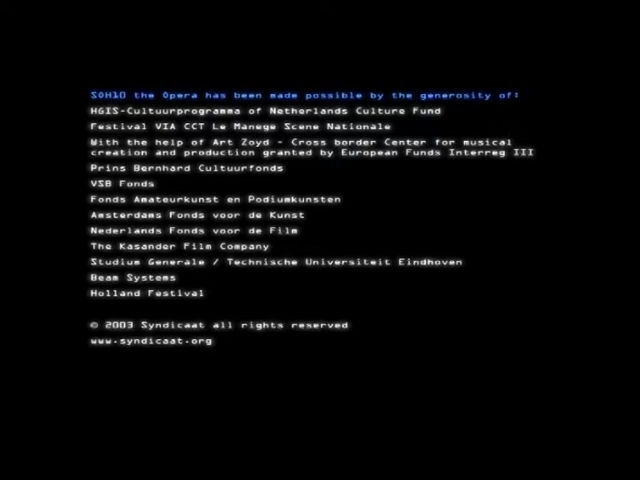 SOH10 the Opera has been made possible by the generosity of:
HGIS-Cultuurprogramma of Netherlands Culture Fund
Festival VIA CCT Le Manege Scene Nationale
With the help of Art Zoyd - Cross border Center for musical
creation and production granted by European Funds Interreg III
Prins Bernhard Cultuurfonds
VSB Fonds
Fonds Amateurkunst en Podiumkunsten
Amsterdams Fonds voor de Kunst
Nederlands Fonds voor de Film
The Kasander Film Company
Studium Generale / Technische Universiteit Eindhoven
Beam Systems
Holland Festival
© 2003 Syndicaat all rights reserved
www.syndicaat.org